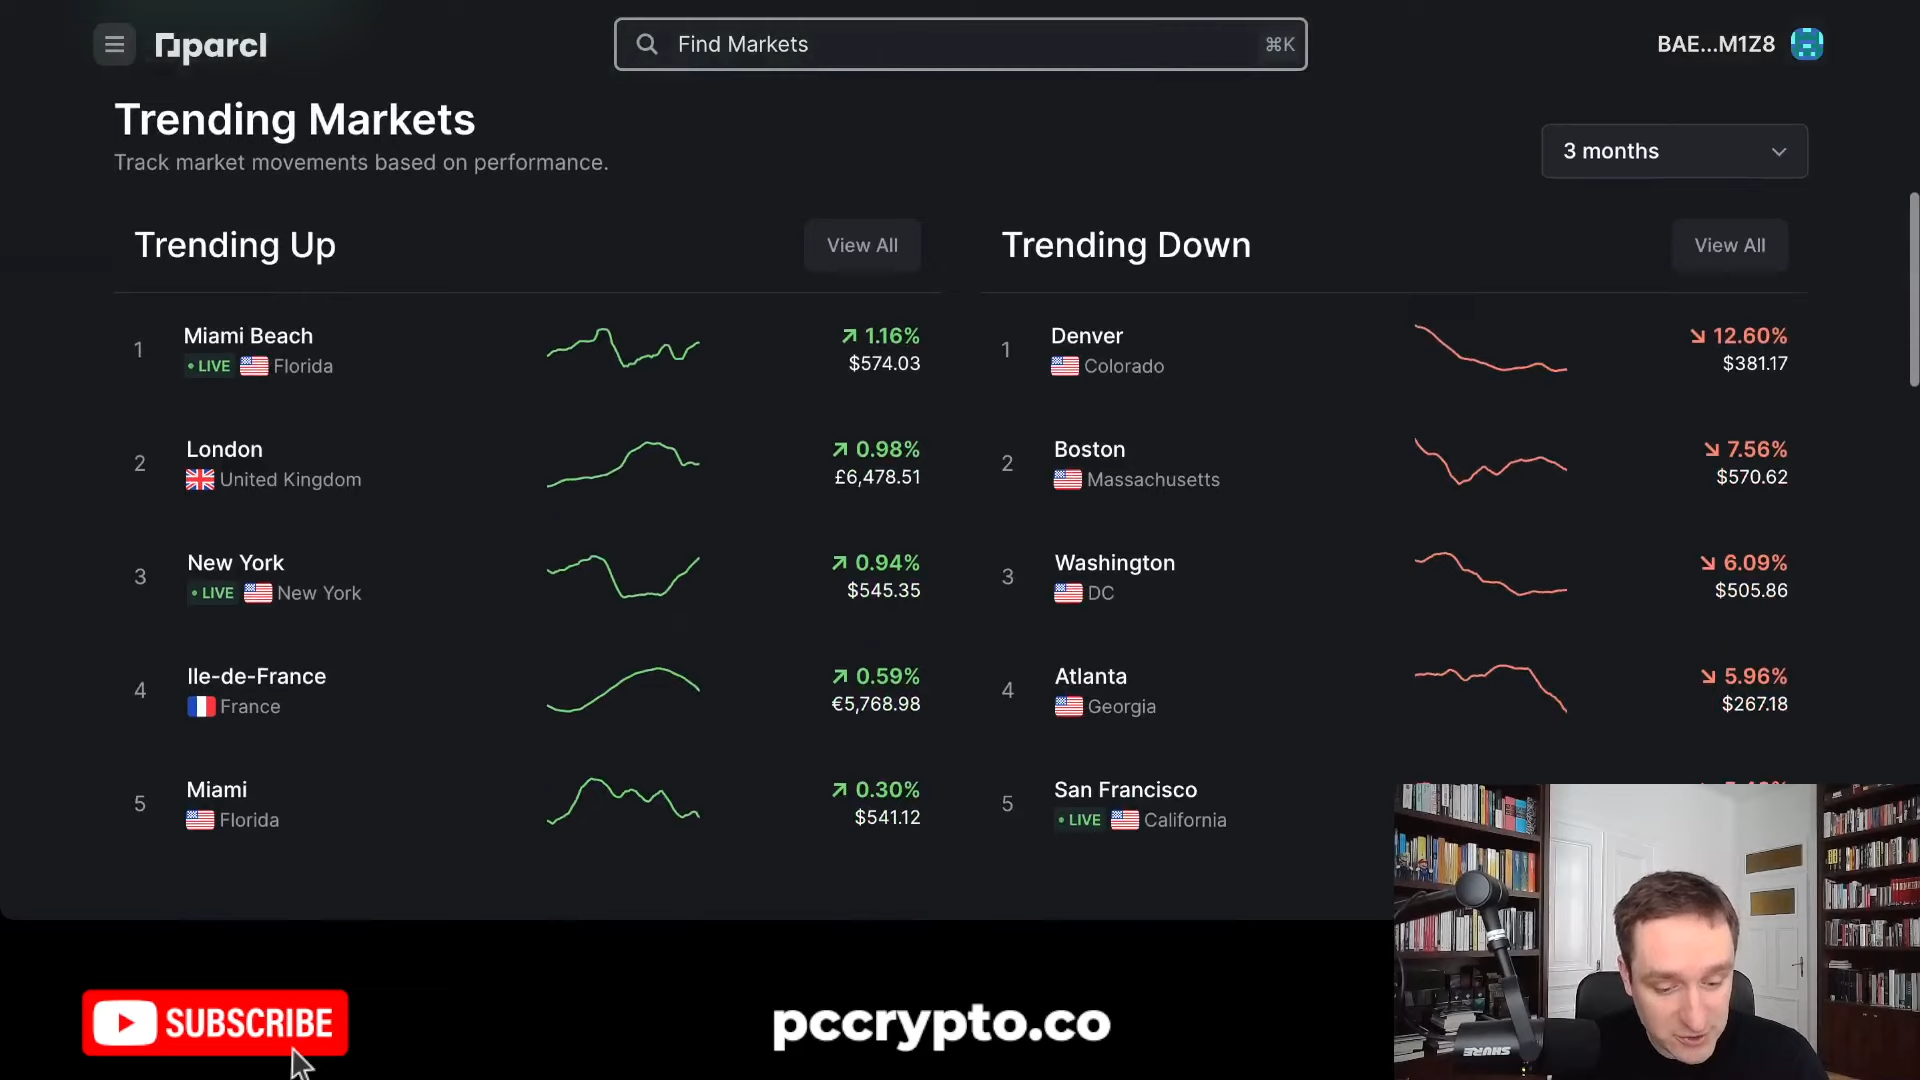 parcl
Find Markets
⌘K
BAE...M1Z8
Trending Markets
Track market movements based on performance.
3 months
Trending Up
View All
1
Miami Beach
• LIVE
Florida
1.16%
$574.03
2
London
United Kingdom
0.98%
£6,478.51
3
New York
• LIVE
New York
0.94%
$545.35
4
Ile-de-France
France
0.59%
€5,768.98
5
Miami
Florida
0.30%
$541.12
Trending Down
View All
1
Denver
Colorado
12.60%
$381.17
2
Boston
Massachusetts
7.56%
$570.62
3
Washington
DC
6.09%
$505.86
4
Atlanta
Georgia
5.96%
$267.18
5
San Francisco
• LIVE
California
SUBSCRIBE
pccrypto.co
SHURE